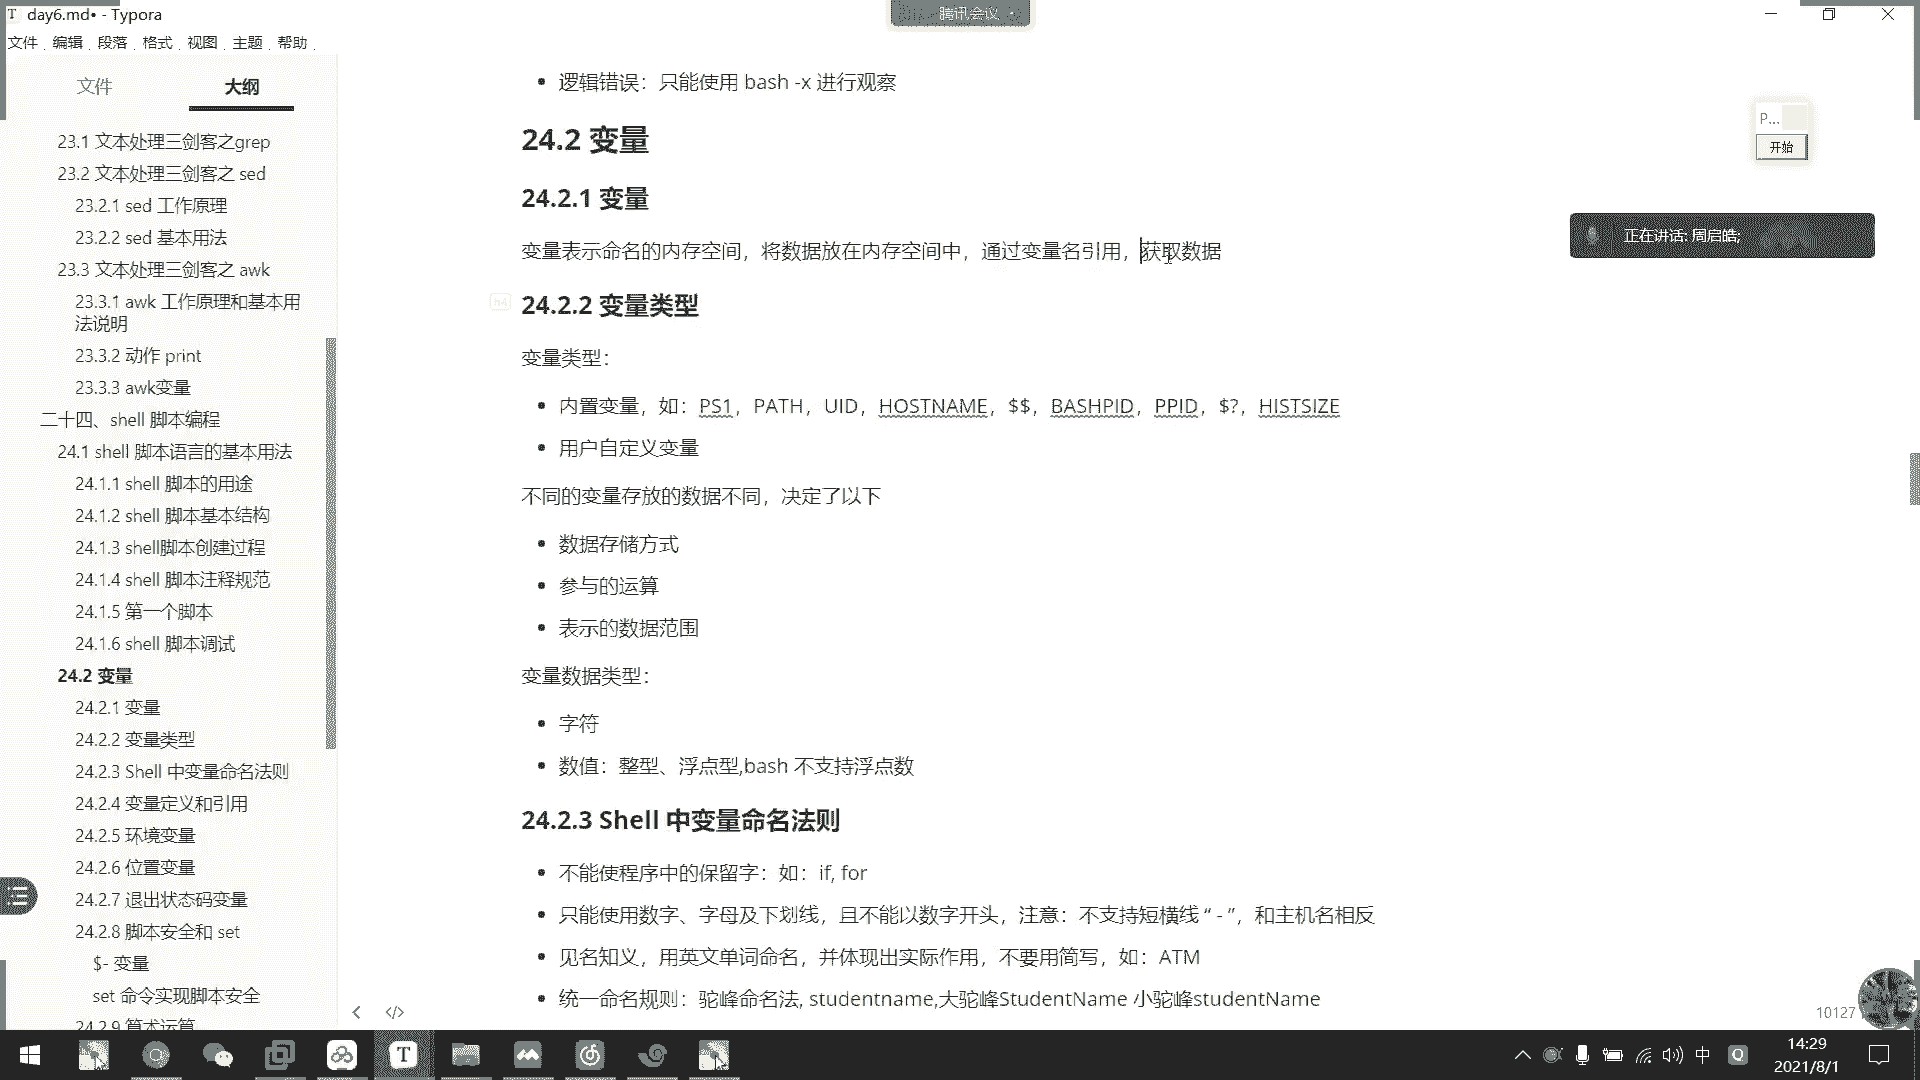 day6.md• - Typora
腾讯会议
文件 编辑 段落 格式 视图 主题 帮助
文件
大纲
23.1 文本处理三剑客之grep
23.2 文本处理三剑客之 sed
23.2.1 sed 工作原理
23.2.2 sed 基本用法
23.3 文本处理三剑客之 awk
23.3.1 awk 工作原理和基本用
法说明
23.3.2 动作 print
23.3.3 awk变量
二十四、shell 脚本编程
24.1 shell 脚本语言的基本用法
24.1.1 shell 脚本的用途
24.1.2 shell 脚本基本结构
24.1.3 shell脚本创建过程
24.1.4 shell 脚本注释规范
24.1.5 第一个脚本
24.1.6 shell 脚本调试
24.2 变量
24.2.1 变量
24.2.2 变量类型
24.2.3 Shell 中变量命名法则
24.2.4 变量定义和引用
24.2.5 环境变量
24.2.6 位置变量
24.2.7 退出状态码变量
24.2.8 脚本安全和 set
$- 变量
set 命令实现脚本安全
24.2.9 算术运算
• 逻辑错误：只能使用 bash -x 进行观察
24.2 变量
24.2.1 变量
变量表示命名的内存空间，将数据放在内存空间中，通过变量名引用，获取数据
h4
24.2.2 变量类型
变量类型：
• 内置变量，如：PS1，PATH，UID，HOSTNAME，$$，BASHPID，PPID，$?，HISTSIZE
• 用户自定义变量
不同的变量存放的数据不同，决定了以下
• 数据存储方式
• 参与的运算
• 表示的数据范围
变量数据类型：
• 字符
• 数值：整型、浮点型,bash 不支持浮点数
24.2.3 Shell 中变量命名法则
• 不能使程序中的保留字：如：if, for
• 只能使用数字、字母及下划线，且不能以数字开头，注意：不支持短横线 “ - ”，和主机名相反
• 见名知义，用英文单词命名，并体现出实际作用，不要用简写，如：ATM
• 统一命名规则：驼峰命名法, studentname,大驼峰StudentName 小驼峰studentName
P...
开始
正在讲话: 周启皓;
10127
中
14:29
2021/8/1